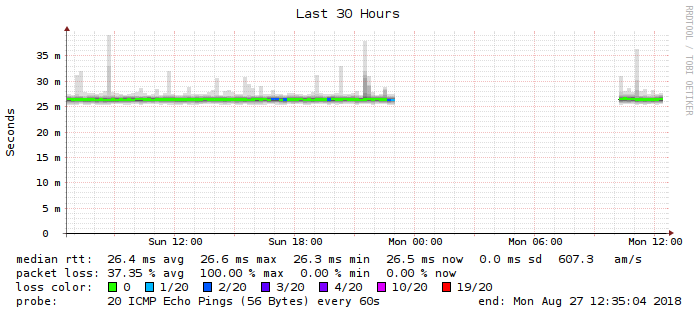 Last 30 Hours
RRDTOOL / TOBI OETIKER
Seconds
35 m
30 m
25 m
20 m
15 m
10 m
5 m
0
Sun 12:00 Sun 18:00 Mon 00:00 Mon 06:00 Mon 12:00
median rtt: 26.4 ms avg 26.6 ms max 26.3 ms min 26.5 ms now 0.0 ms sd 607.3 am/s
packet loss: 37.35 % avg 100.00 % max 0.00 % min 0.00 % now
loss color: 0 1/20 2/20 3/20 4/20 10/20 19/20
probe: 20 ICMP Echo Pings (56 Bytes) every 60s end: Mon Aug 27 12:35:04 2018